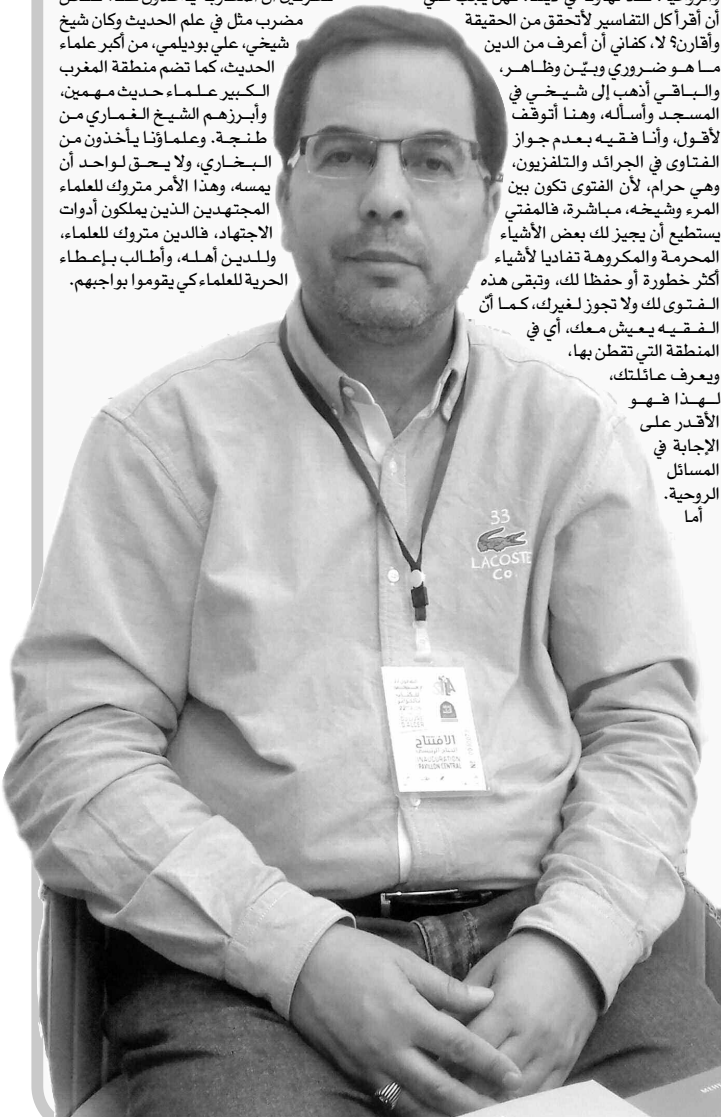 أن أقرأ كل التفاسير لأتحقق من الحقيقة
وأقارن؟ لا، كفاني أن أعرف من الدين
ما هو ضروري وبيّن وظاهر،
والباقي أذهب إلى شيخي في
المسجد وأسأله، وهنا أتوقف
لأقول، وأنا فقيه بعدم جواز
الفتاوى في الجرائد والتلفزيون،
وهي حرام، لأن الفتوى تكون بين
المرء وشيخه، مباشرة، فالمفتي
يستطيع أن يجيز لك بعض الأشياء
المحرمة والمكروهة تفاديا لأشياء
أكثر خطورة أو حفظا لك، وتبقى هذه
الفتوى لك ولا تجوز لغيرك، كما أنّ
الفقيه يعيش معك، أي في
المنطقة التي تقطن بها،
ويعرف عائلتك،
لهذا فهو
الأقدر على
الإجابة في
المسائل
الروحية.
أما
مضرب مثل في علم الحديث وكان شيخ
شيخي، علي بوديلمي، من أكبر علماء
الحديث، كما تضم منطقة المغرب
الكبير علماء حديث مهمين،
وأبرزهم الشيخ الغماري من
طنجة. وعلماؤنا يأخذون من
البخاري، ولا يحق لواحد أن
يمسه، وهذا الأمر متروك للعلماء
المجتهدين الذين يملكون أدوات
الاجتهاد، فالدين متروك للعلماء،
وللدين أهله، وأطالب بإعطاء
الحرية للعلماء كي يقوموا بواجبهم.
33
LACOSTE
Co.
الافتتاح
INAUGURATION
PAVILLON CENTRAL